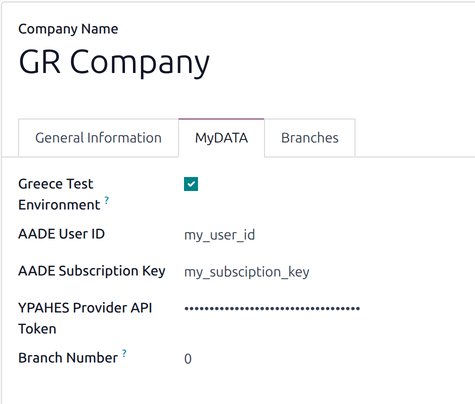 Company Name
GR Company
General Information MyDATA Branches
Greece Test
Environment ?
AADE User ID my_user_id
AADE Subscription Key my_subsciption_key
YPAHES Provider API ••••••••••••••••••••••••••••••••••••
Token
Branch Number ? 0